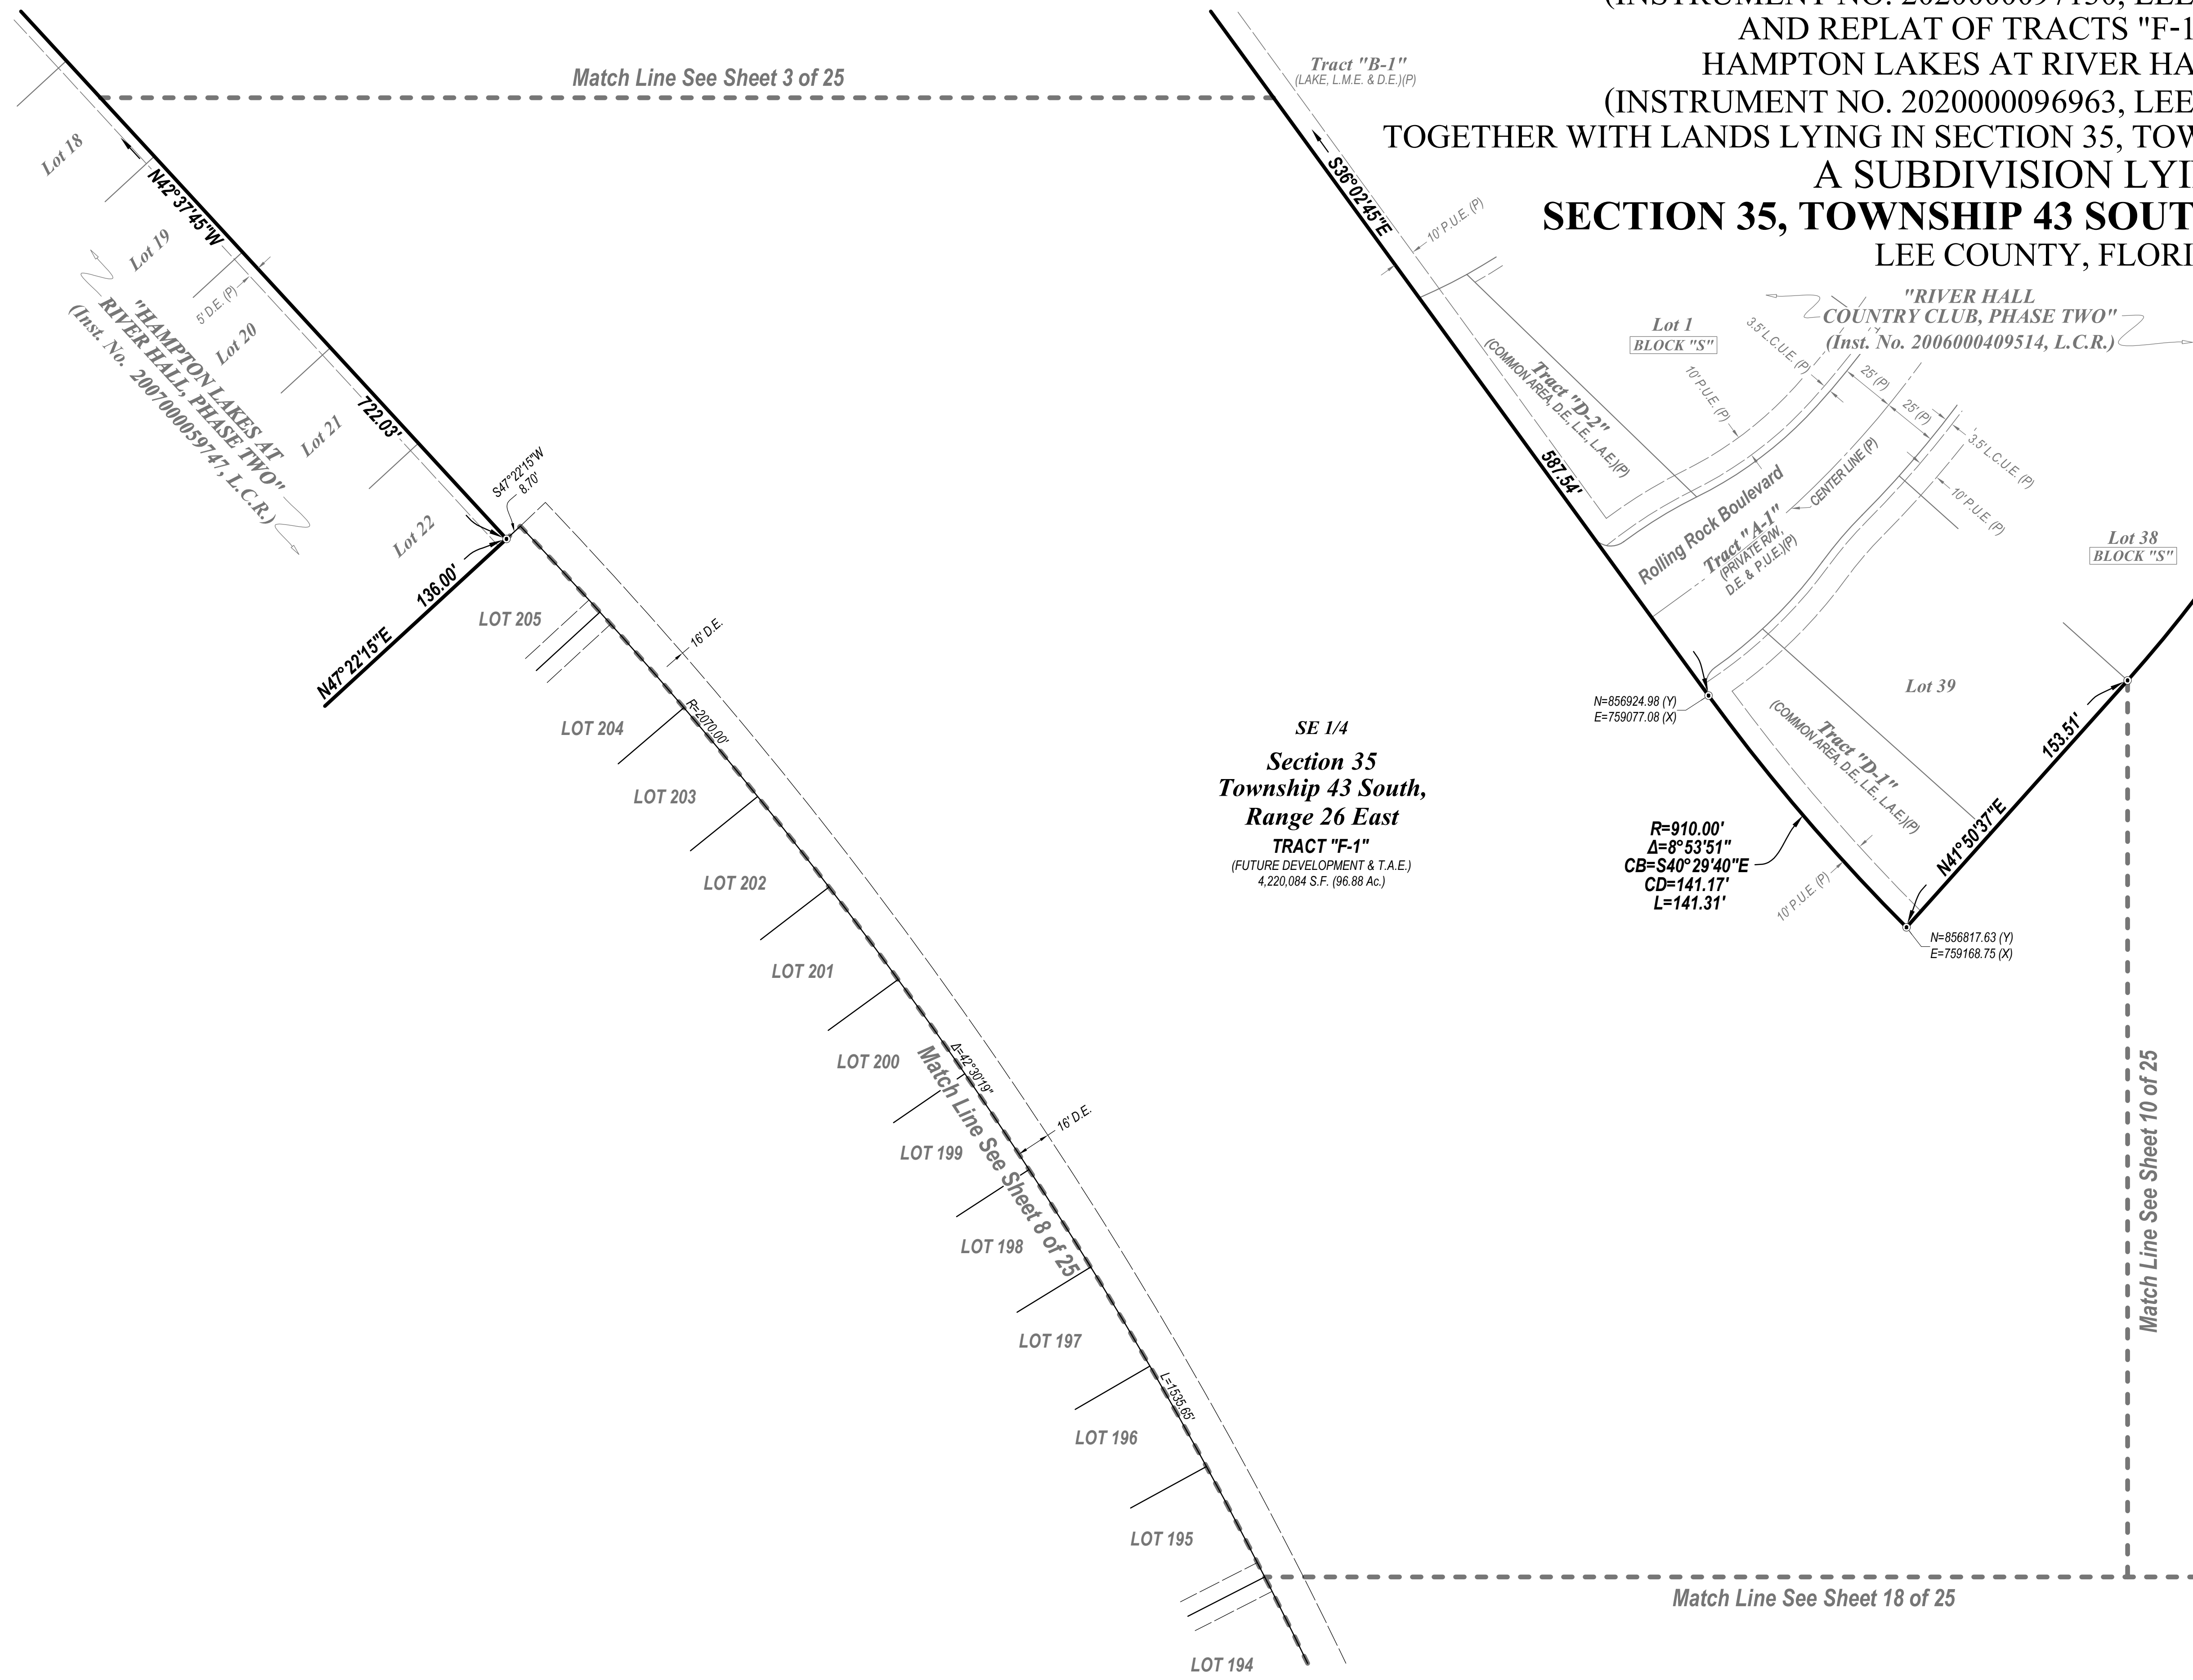 (INSTRUMENT NO. 2020000097150, LEE
AND REPLAT OF TRACTS "F-1
HAMPTON LAKES AT RIVER HA
(INSTRUMENT NO. 2020000096963, LEE
TOGETHER WITH LANDS LYING IN SECTION 35, TOW
A SUBDIVISION LYI
SECTION 35, TOWNSHIP 43 SOUT
LEE COUNTY, FLORI
Match Line See Sheet 3 of 25
Tract "B-1"
(LAKE, L.M.E. & D.E.)(P)
Lot 18
N42°37'45"W
Lot 19
5' D.E. (P)
Lot 20
"HAMPTON LAKES AT
RIVER HALL, PHASE TWO"
(Inst. No. 2007000059747, L.C.R.)
Lot 21
722.03'
Lot 22
S47°22'15"W
8.70'
136.00'
N47°22'15"E
S36°02'45"E
10' P.U.E. (P)
"RIVER HALL
COUNTRY CLUB, PHASE TWO"
(Inst. No. 2006000409514, L.C.R.)
Lot 1
BLOCK "S"
3.5' L.C.U.E. (P)
10' P.U.E. (P)
25' (P)
25' (P)
3.5' L.C.U.E. (P)
10' P.U.E. (P)
Tract "D-2"
(COMMON AREA, D.E., L.E., L.A.E.)(P)
587.54'
CENTER LINE (P)
Rolling Rock Boulevard
Tract "A-1"
(PRIVATE R/W,
D.E. & P.U.E.)(P)
Lot 38
BLOCK "S"
Lot 39
N=856924.98 (Y)
E=759077.08 (X)
Tract "D-1"
(COMMON AREA, D.E., L.E., L.A.E.)(P)
153.51'
N41°50'37"E
R=910.00'
Δ=8°53'51"
CB=S40°29'40"E
CD=141.17'
L=141.31'
10' P.U.E. (P)
N=856817.63 (Y)
E=759168.75 (X)
SE 1/4
Section 35
Township 43 South,
Range 26 East
TRACT "F-1"
(FUTURE DEVELOPMENT & T.A.E.)
4,220,084 S.F. (96.88 Ac.)
LOT 205
16' D.E.
R=2070.00'
LOT 204
LOT 203
LOT 202
LOT 201
LOT 200
Δ=42°30'19"
Match Line See Sheet 8 of 25
16' D.E.
LOT 199
LOT 198
LOT 197
L=1535.65'
LOT 196
LOT 195
LOT 194
Match Line See Sheet 10 of 25
Match Line See Sheet 18 of 25